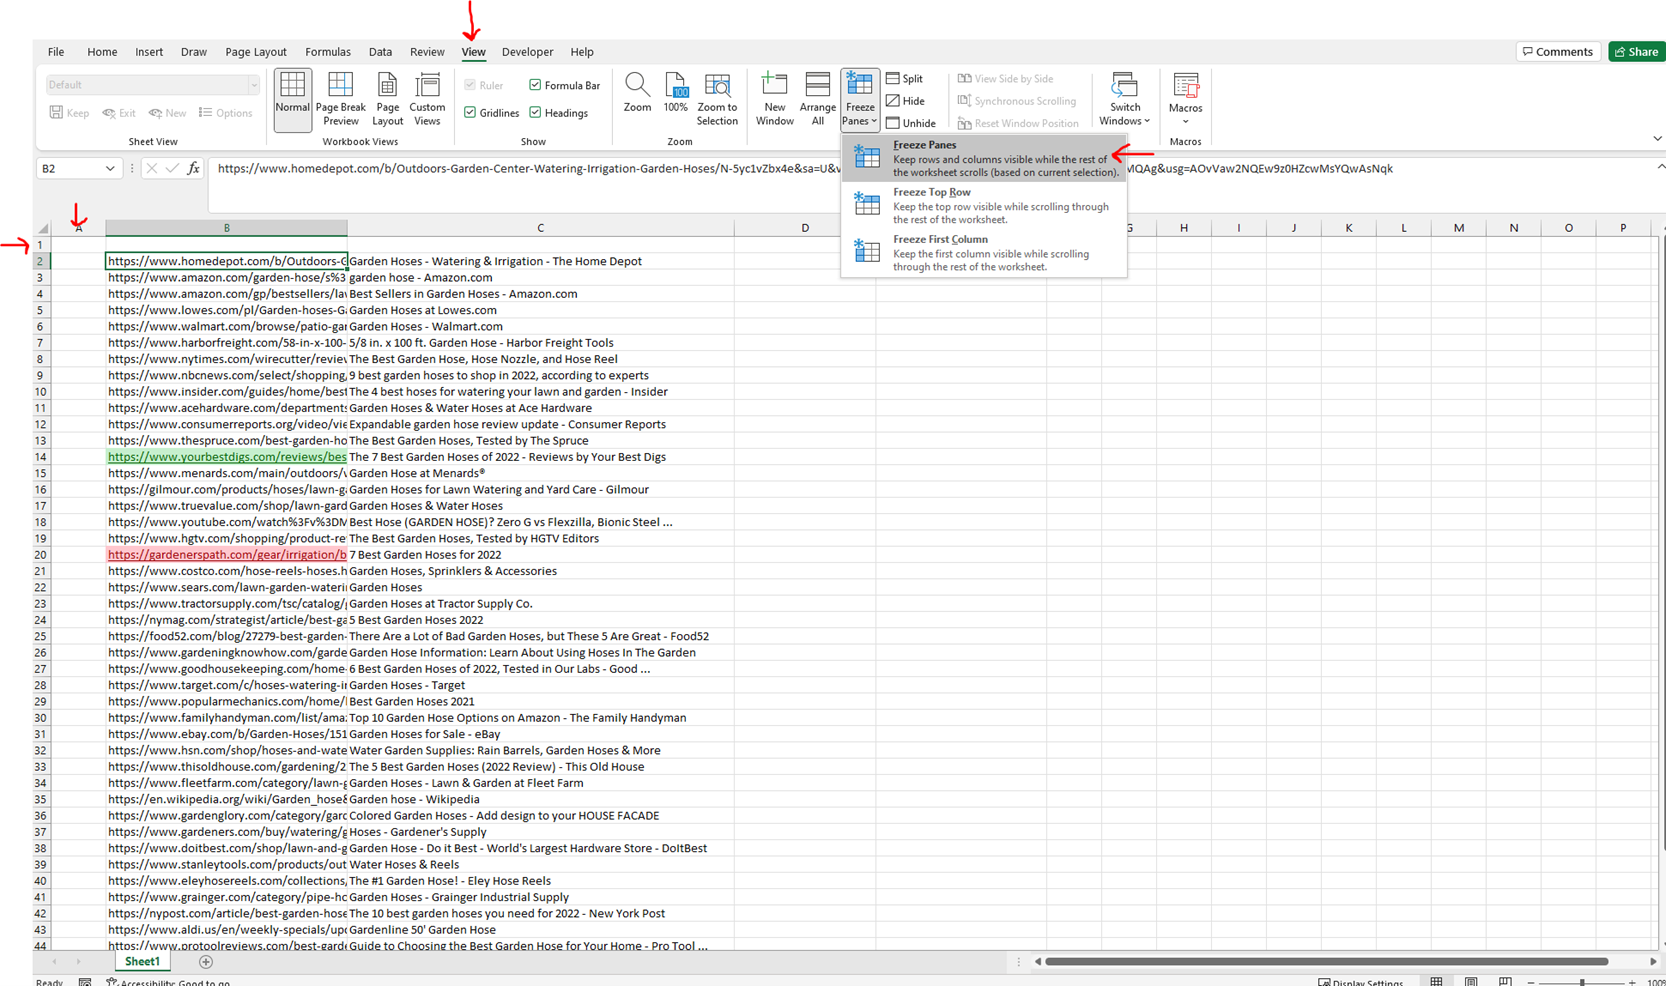 File Home Insert Draw Page Layout Formulas Data Review View Developer Help Comments Share
Default
Keep Exit New Options
Sheet View
Normal
Page Break Preview
Page Layout
Custom Views
Workbook Views
Ruler Formula Bar
Gridlines Headings
Show
Zoom
100
100%
Zoom to Selection
Zoom
New Window
Arrange All
Freeze Panes
Split
Hide
Unhide
View Side by Side
Synchronous Scrolling
Reset Window Position
Switch Windows
Macros
Macros
Freeze Panes
Keep rows and columns visible while the rest of
the worksheet scrolls (based on current selection).
Freeze Top Row
Keep the top row visible while scrolling through
the rest of the worksheet.
Freeze First Column
Keep the first column visible while scrolling
through the rest of the worksheet.
B2 fx https://www.homedepot.com/b/Outdoors-Garden-Center-Watering-Irrigation-Garden-Hoses/N-5yc1vZbx4e&sa=U&v MQAg&usg=AOvVaw2NQEw9z0HZcwMsYQwAsNqk
A B C D G H I J K L M N O P
1
2 https://www.homedepot.com/b/Outdoors-G Garden Hoses - Watering & Irrigation - The Home Depot
3 https://www.amazon.com/garden-hose/s%3 garden hose - Amazon.com
4 https://www.amazon.com/gp/bestsellers/law Best Sellers in Garden Hoses - Amazon.com
5 https://www.lowes.com/pl/Garden-hoses-Ga Garden Hoses at Lowes.com
6 https://www.walmart.com/browse/patio-gar Garden Hoses - Walmart.com
7 https://www.harborfreight.com/58-in-x-100- 5/8 in. x 100 ft. Garden Hose - Harbor Freight Tools
8 https://www.nytimes.com/wirecutter/review The Best Garden Hose, Hose Nozzle, and Hose Reel
9 https://www.nbcnews.com/select/shopping/ 9 best garden hoses to shop in 2022, according to experts
10 https://www.insider.com/guides/home/best The 4 best hoses for watering your lawn and garden - Insider
11 https://www.acehardware.com/departments Garden Hoses & Water Hoses at Ace Hardware
12 https://www.consumerreports.org/video/vie Expandable garden hose review update - Consumer Reports
13 https://www.thespruce.com/best-garden-ho The Best Garden Hoses, Tested by The Spruce
14 https://www.yourbestdigs.com/reviews/bes The 7 Best Garden Hoses of 2022 - Reviews by Your Best Digs
15 https://www.menards.com/main/outdoors/w Garden Hose at Menards®
16 https://gilmour.com/products/hoses/lawn-ga Garden Hoses for Lawn Watering and Yard Care - Gilmour
17 https://www.truevalue.com/shop/lawn-gard Garden Hoses & Water Hoses
18 https://www.youtube.com/watch%3Fv%3DM Best Hose (GARDEN HOSE)? Zero G vs Flexzilla, Bionic Steel ...
19 https://www.hgtv.com/shopping/product-re The Best Garden Hoses, Tested by HGTV Editors
20 https://gardenerspath.com/gear/irrigation/b 7 Best Garden Hoses for 2022
21 https://www.costco.com/hose-reels-hoses.h Garden Hoses, Sprinklers & Accessories
22 https://www.sears.com/lawn-garden-waterin Garden Hoses
23 https://www.tractorsupply.com/tsc/catalog/g Garden Hoses at Tractor Supply Co.
24 https://nymag.com/strategist/article/best-ga 5 Best Garden Hoses 2022
25 https://food52.com/blog/27279-best-garden- There Are a Lot of Bad Garden Hoses, but These 5 Are Great - Food52
26 https://www.gardeningknowhow.com/garde Garden Hose Information: Learn About Using Hoses In The Garden
27 https://www.goodhousekeeping.com/home- 6 Best Garden Hoses of 2022, Tested in Our Labs - Good ...
28 https://www.target.com/c/hoses-watering-ir Garden Hoses - Target
29 https://www.popularmechanics.com/home/l Best Garden Hoses 2021
30 https://www.familyhandyman.com/list/amaz Top 10 Garden Hose Options on Amazon - The Family Handyman
31 https://www.ebay.com/b/Garden-Hoses/151 Garden Hoses for Sale - eBay
32 https://www.hsn.com/shop/hoses-and-wate Water Garden Supplies: Rain Barrels, Garden Hoses & More
33 https://www.thisoldhouse.com/gardening/2 The 5 Best Garden Hoses (2022 Review) - This Old House
34 https://www.fleetfarm.com/category/lawn-g Garden Hoses - Lawn & Garden at Fleet Farm
35 https://en.wikipedia.org/wiki/Garden_hose& Garden hose - Wikipedia
36 https://www.gardenglory.com/category/gard Colored Garden Hoses - Add design to your HOUSE FACADE
37 https://www.gardeners.com/buy/watering/g Hoses - Gardener's Supply
38 https://www.doitbest.com/shop/lawn-and-g Garden Hose - Do it Best - World's Largest Hardware Store - DoItBest
39 https://www.stanleytools.com/products/out Water Hoses & Reels
40 https://www.eleyhosereels.com/collections/ The #1 Garden Hose! - Eley Hose Reels
41 https://www.grainger.com/category/pipe-ho Garden Hoses - Grainger Industrial Supply
42 https://nypost.com/article/best-garden-hose The 10 best garden hoses you need for 2022 - New York Post
43 https://www.aldi.us/en/weekly-specials/upc Gardenline 50' Garden Hose
44 https://www.protoolreviews.com/best-garde Guide to Choosing the Best Garden Hose for Your Home - Pro Tool ...
Sheet1
Ready Accessibility: Good to go Display Settings 100%